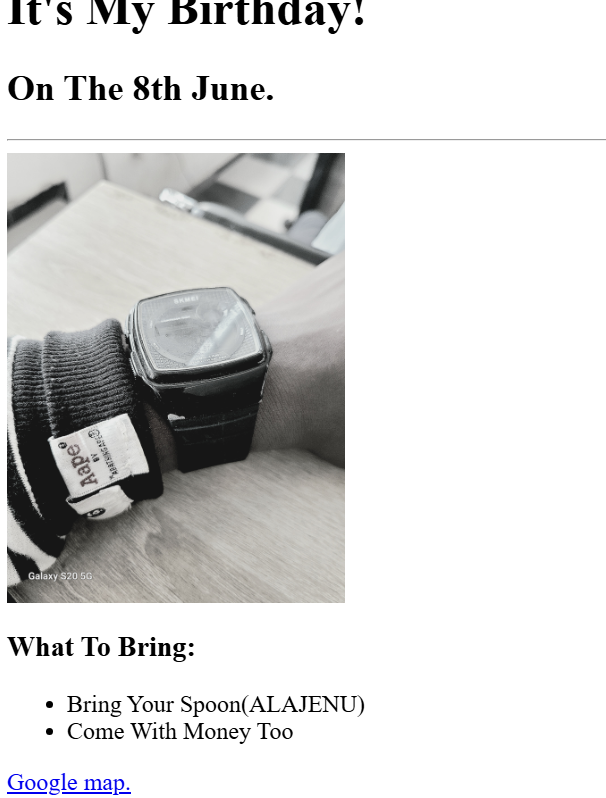 It's My Birthday!
On The 8th June.
Aape
BY
*A BATHING APE®
Galaxy S20 5G
What To Bring:
Bring Your Spoon(ALAJENU)
Come With Money Too
Google map.